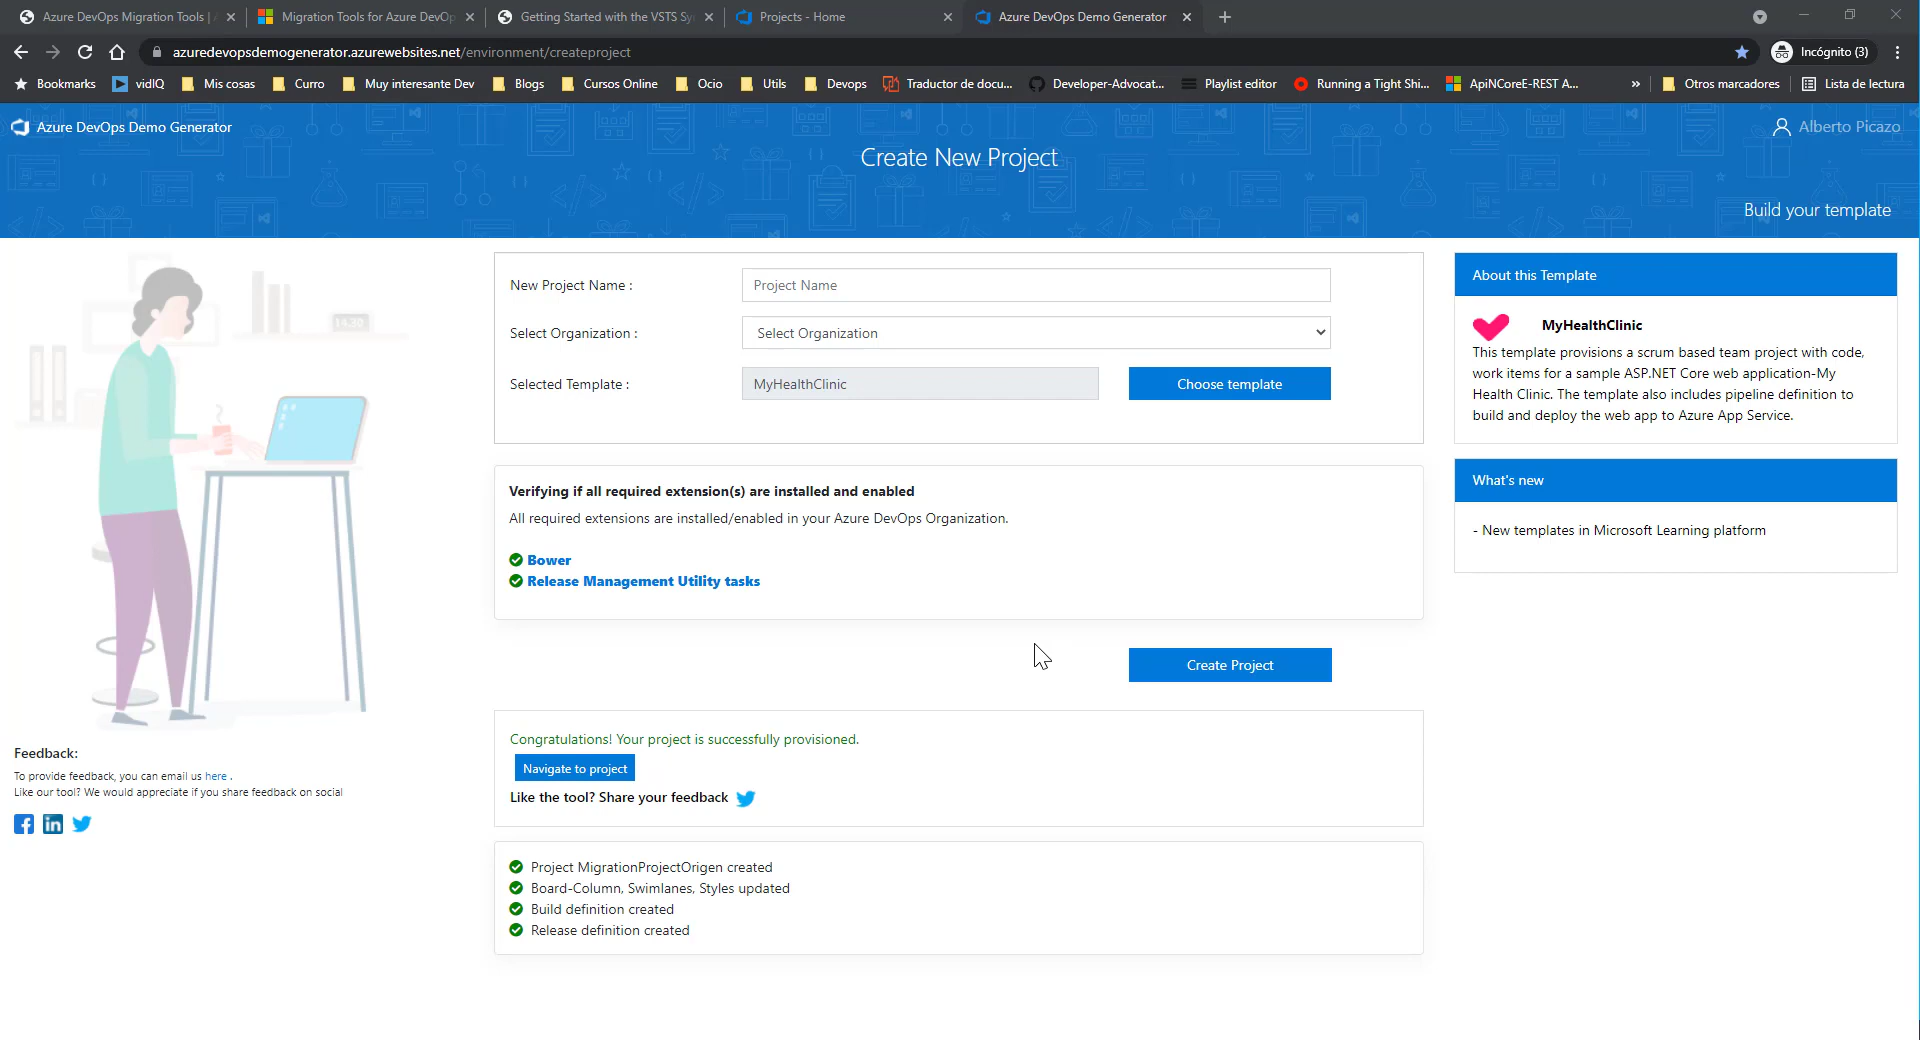 Azure DevOps Migration Tools |
Migration Tools for Azure DevOp
Getting Started with the VSTS Sy
Projects - Home
Azure DevOps Demo Generator
azuredevopsdemogenerator.azurewebsites.net/environment/createproject
Incógnito (3)
Bookmarks
vidIQ
Mis cosas
Curro
Muy interesante Dev
Blogs
Cursos Online
Ocio
Utils
Devops
Traductor de docu...
Developer-Advocat...
Playlist editor
Running a Tight Shi...
ApiNCoreE-REST A...
»
Otros marcadores
Lista de lectura
Azure DevOps Demo Generator
Alberto Picazo
Create New Project
Build your template
14.30
New Project Name :
Project Name
Select Organization :
Select Organization
Selected Template :
MyHealthClinic
Choose template
Verifying if all required extension(s) are installed and enabled
All required extensions are installed/enabled in your Azure DevOps Organization.
Bower
Release Management Utility tasks
Create Project
Congratulations! Your project is successfully provisioned.
Navigate to project
Like the tool? Share your feedback
Project MigrationProjectOrigen created
Board-Column, Swimlanes, Styles updated
Build definition created
Release definition created
About this Template
MyHealthClinic
This template provisions a scrum based team project with code,
work items for a sample ASP.NET Core web application-My
Health Clinic. The template also includes pipeline definition to
build and deploy the web app to Azure App Service.
What's new
- New templates in Microsoft Learning platform
Feedback:
To provide feedback, you can email us here .
Like our tool? We would appreciate if you share feedback on social